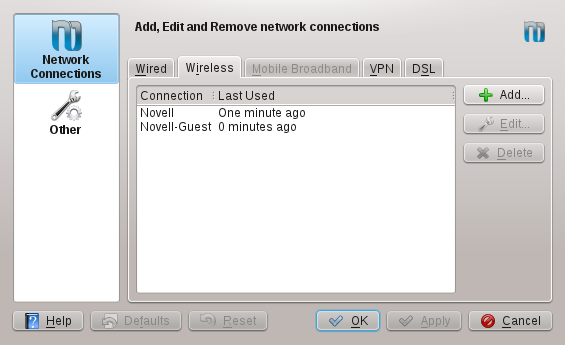 Add, Edit and Remove network connections
Network
Connections
Other
Wired Wireless Mobile Broadband VPN DSL
Connection Last Used
Novell One minute ago
Novell-Guest 0 minutes ago
Add...
Edit...
Delete
Help Defaults Reset OK Apply Cancel